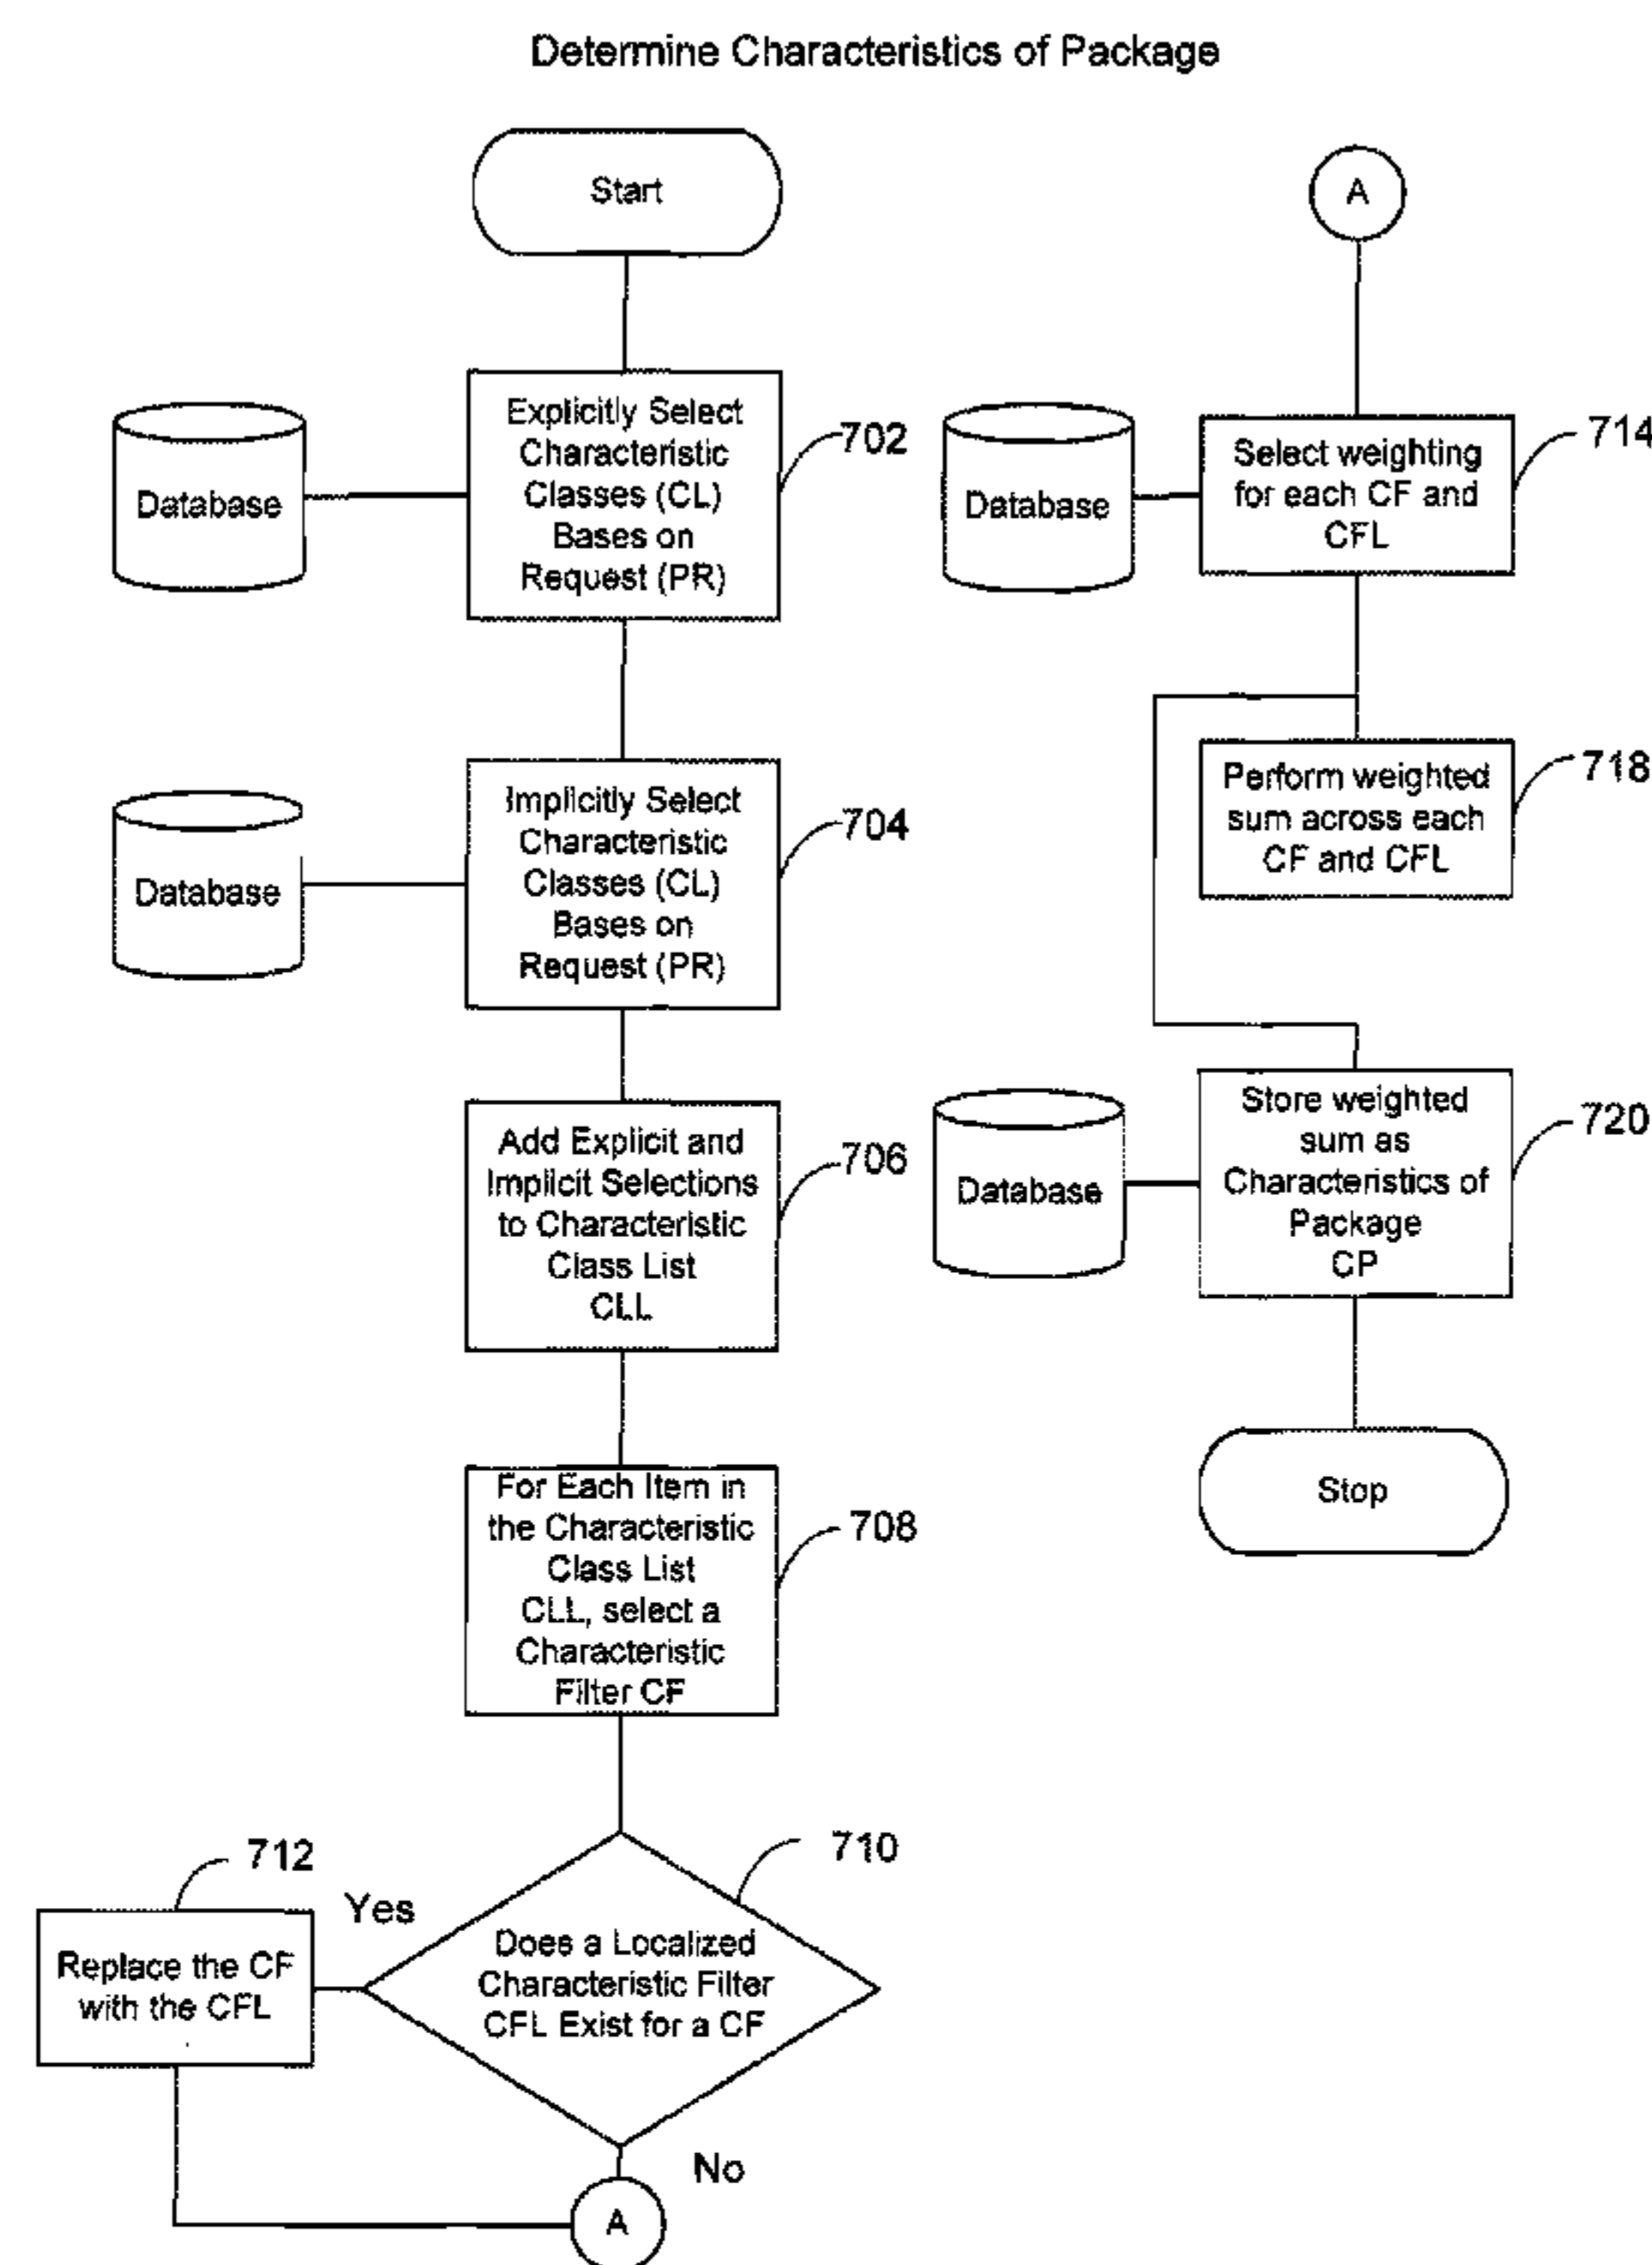 Determine Characteristics of Package
Start
Database
Explicitly Select
Characteristic
Classes (CL)
Bases on
Request (PR)
702
Database
Implicitly Select
Characteristic
Classes (CL)
Bases on
Request (PR)
704
Add Explicit and
Implicit Selections
to Characteristic
Class List
CLL
706
For Each Item in
the Characteristic
Class List
CLL, select a
Characteristic
Filter CF
708
710
Does a Localized
Characteristic Filter
CFL Exist for a CF
Yes
712
Replace the CF
with the CFL
No
A
A
Database
Select weighting
for each CF and
CFL
714
Perform weighted
sum across each
CF and CFL
718
Database
Store weighted
sum as
Characteristics of
Package
CP
720
Stop